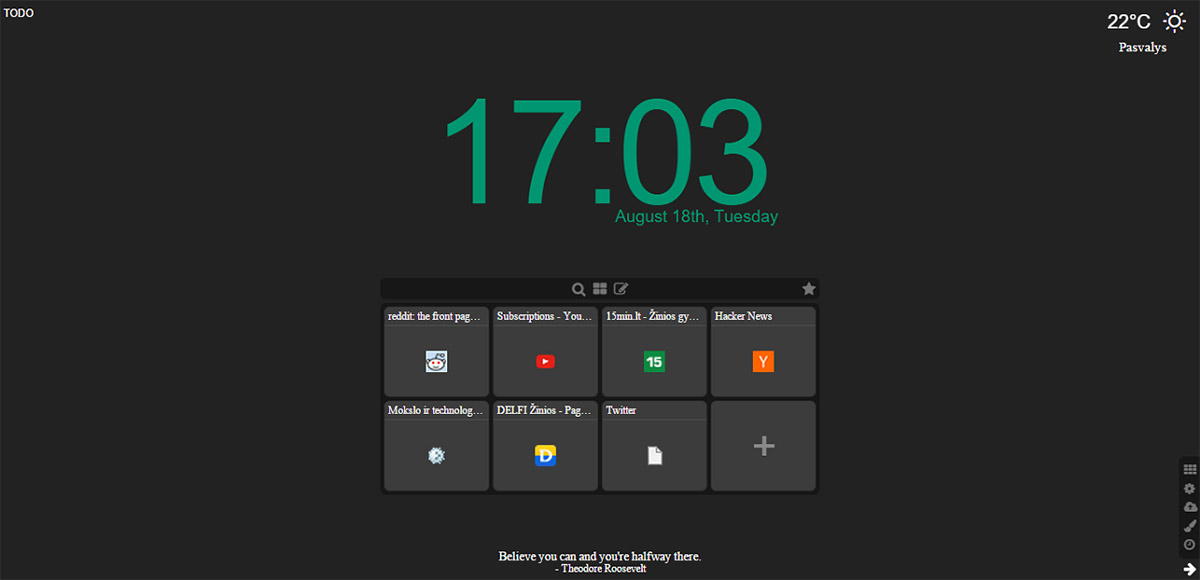 TODO
22°C
Pasvalys
17:03
August 18th, Tuesday
reddit: the front pag...
Subscriptions - You...
15min.lt - Žinios gy...
Hacker News
15
Y
Mokslo ir technolog...
DELFI Žinios - Pag...
Twitter
D
Believe you can and you're halfway there.
- Theodore Roosevelt